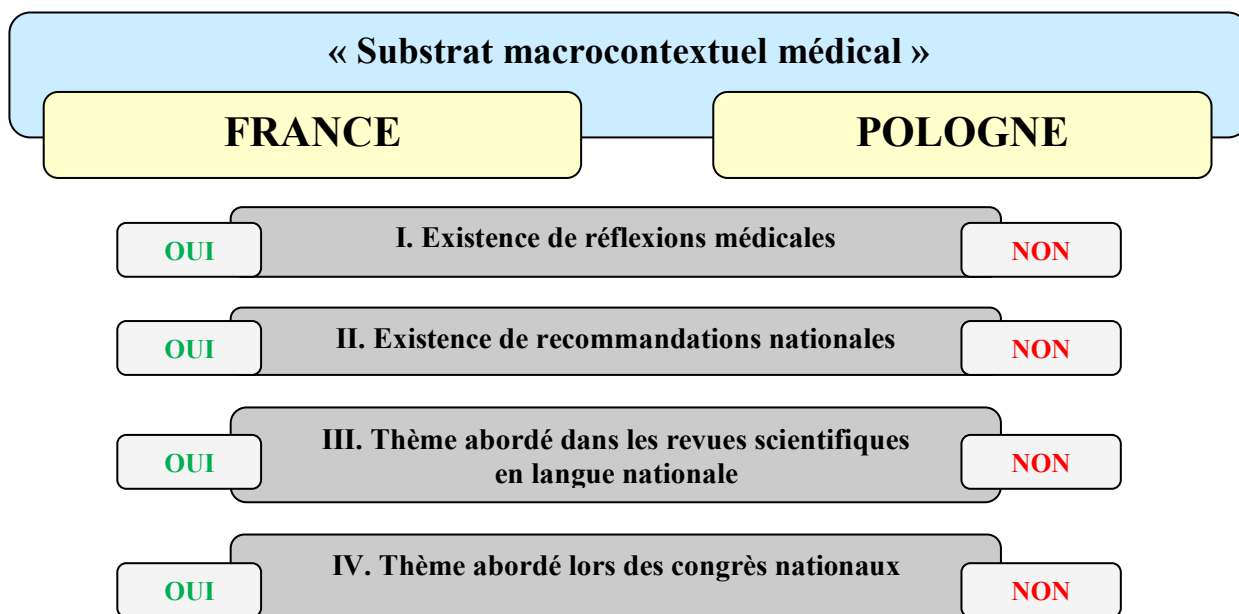 « Substrat macrocontextuel médical »
FRANCE
POLOGNE
I. Existence de réflexions médicales
OUI
NON
II. Existence de recommandations nationales
OUI
NON
III. Thème abordé dans les revues scientifiques
en langue nationale
OUI
NON
IV. Thème abordé lors des congrès nationaux
OUI
NON